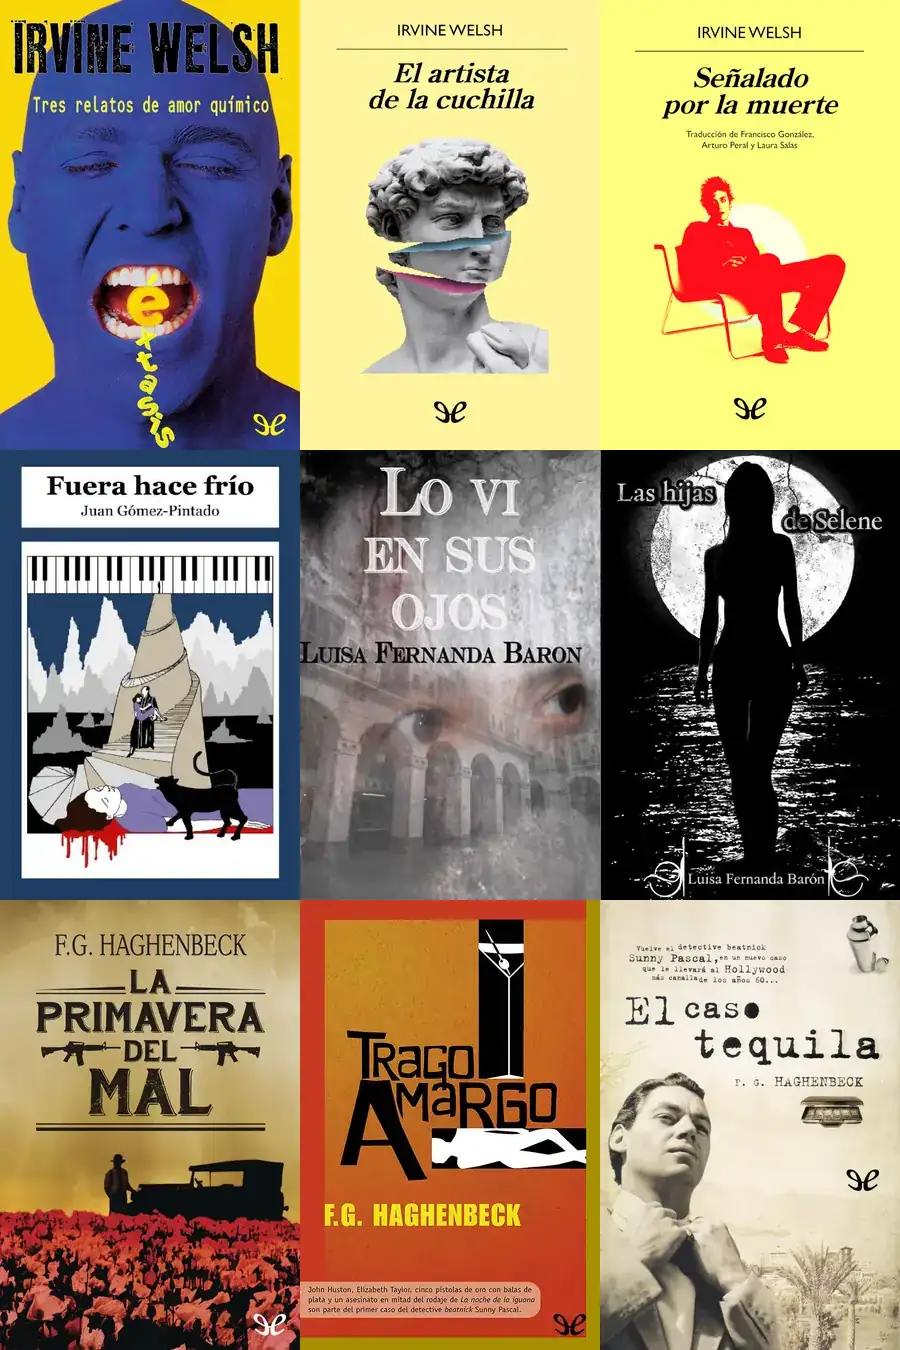 IRVINE WELSH
Tres relatos de amor químico
éxtasis
IRVINE WELSH
El artista
de la cuchilla
IRVINE WELSH
Señalado
por la muerte
Traducción de Francisco González,
Arturo Peral y Laura Salas
Fuera hace frío
Juan Gómez-Pintado
LO VI
EN SUS
OJOS
LUISA FERNANDA BARON
Las hijas
de Selene
Luisa Fernanda Barón
F.G. HAGHENBECK
LA
PRIMAVERA
DEL
MAL
TRAGO
AMARGO
F.G. HAGHENBECK
John Huston, Elizabeth Taylor, cinco pistolas de oro con balas de
plata y un asesinato en mitad del rodaje de La noche de la iguana
son parte del primer caso del detective beatnick Sunny Pascal.
Vuelve el detective beatnick
Sunny Pascal, en un nuevo caso
que le llevará al Hollywood
más canalla de los años 60...
El caso
tequila
F. G. HAGHENBECK